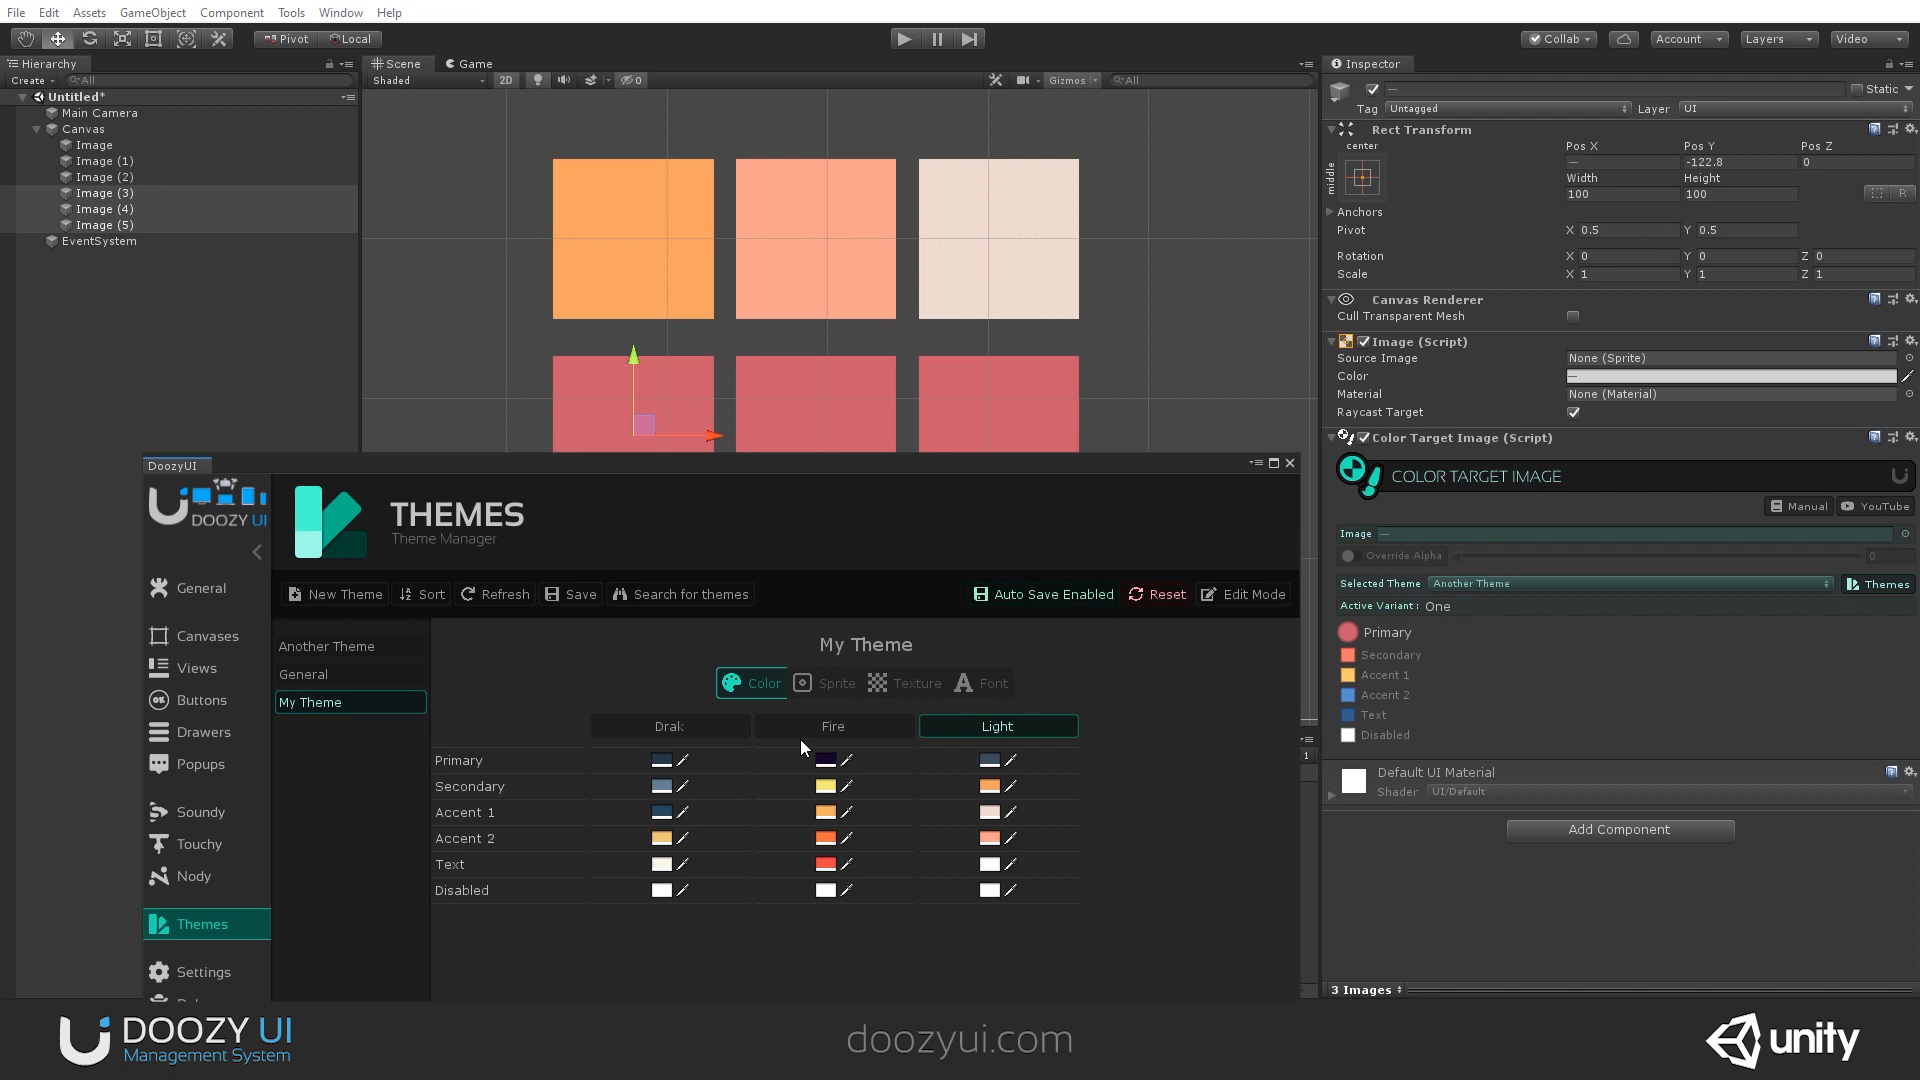 File Edit Assets GameObject Component Tools Window Help
Pivot Local Collab Account Layers Video
Hierarchy
Create All
Untitled*
Main Camera
Canvas
Image
Image (1)
Image (2)
Image (3)
Image (4)
Image (5)
EventSystem
Scene Game
Shaded 2D 0 Gizmos All
Inspector
— Static
Tag Untagged Layer UI
Rect Transform
center Pos X Pos Y Pos Z
middle — -122.8 0
Width Height
100 100 R
Anchors
Pivot X 0.5 Y 0.5
Rotation X 0 Y 0 Z 0
Scale X 1 Y 1 Z 1
Canvas Renderer
Cull Transparent Mesh
Image (Script)
Source Image None (Sprite)
Color —
Material None (Material)
Raycast Target
Color Target Image (Script)
COLOR TARGET IMAGE
Manual YouTube
Image —
Override Alpha 0
Selected Theme Another Theme Themes
Active Variant: One
Primary
Secondary
Accent 1
Accent 2
Text
Disabled
Default UI Material
Shader UI/Default
Add Component
3 Images
1
DoozyUI
DOOZY UI
THEMES
Theme Manager
New Theme Sort Refresh Save Search for themes Auto Save Enabled Reset Edit Mode
General
Canvases
Views
Buttons
Drawers
Popups
Soundy
Touchy
Nody
Themes
Settings
Another Theme
General
My Theme
My Theme
Color Sprite Texture Font
Drak Fire Light
Primary
Secondary
Accent 1
Accent 2
Text
Disabled
DOOZY UI
Management System
doozyui.com
unity